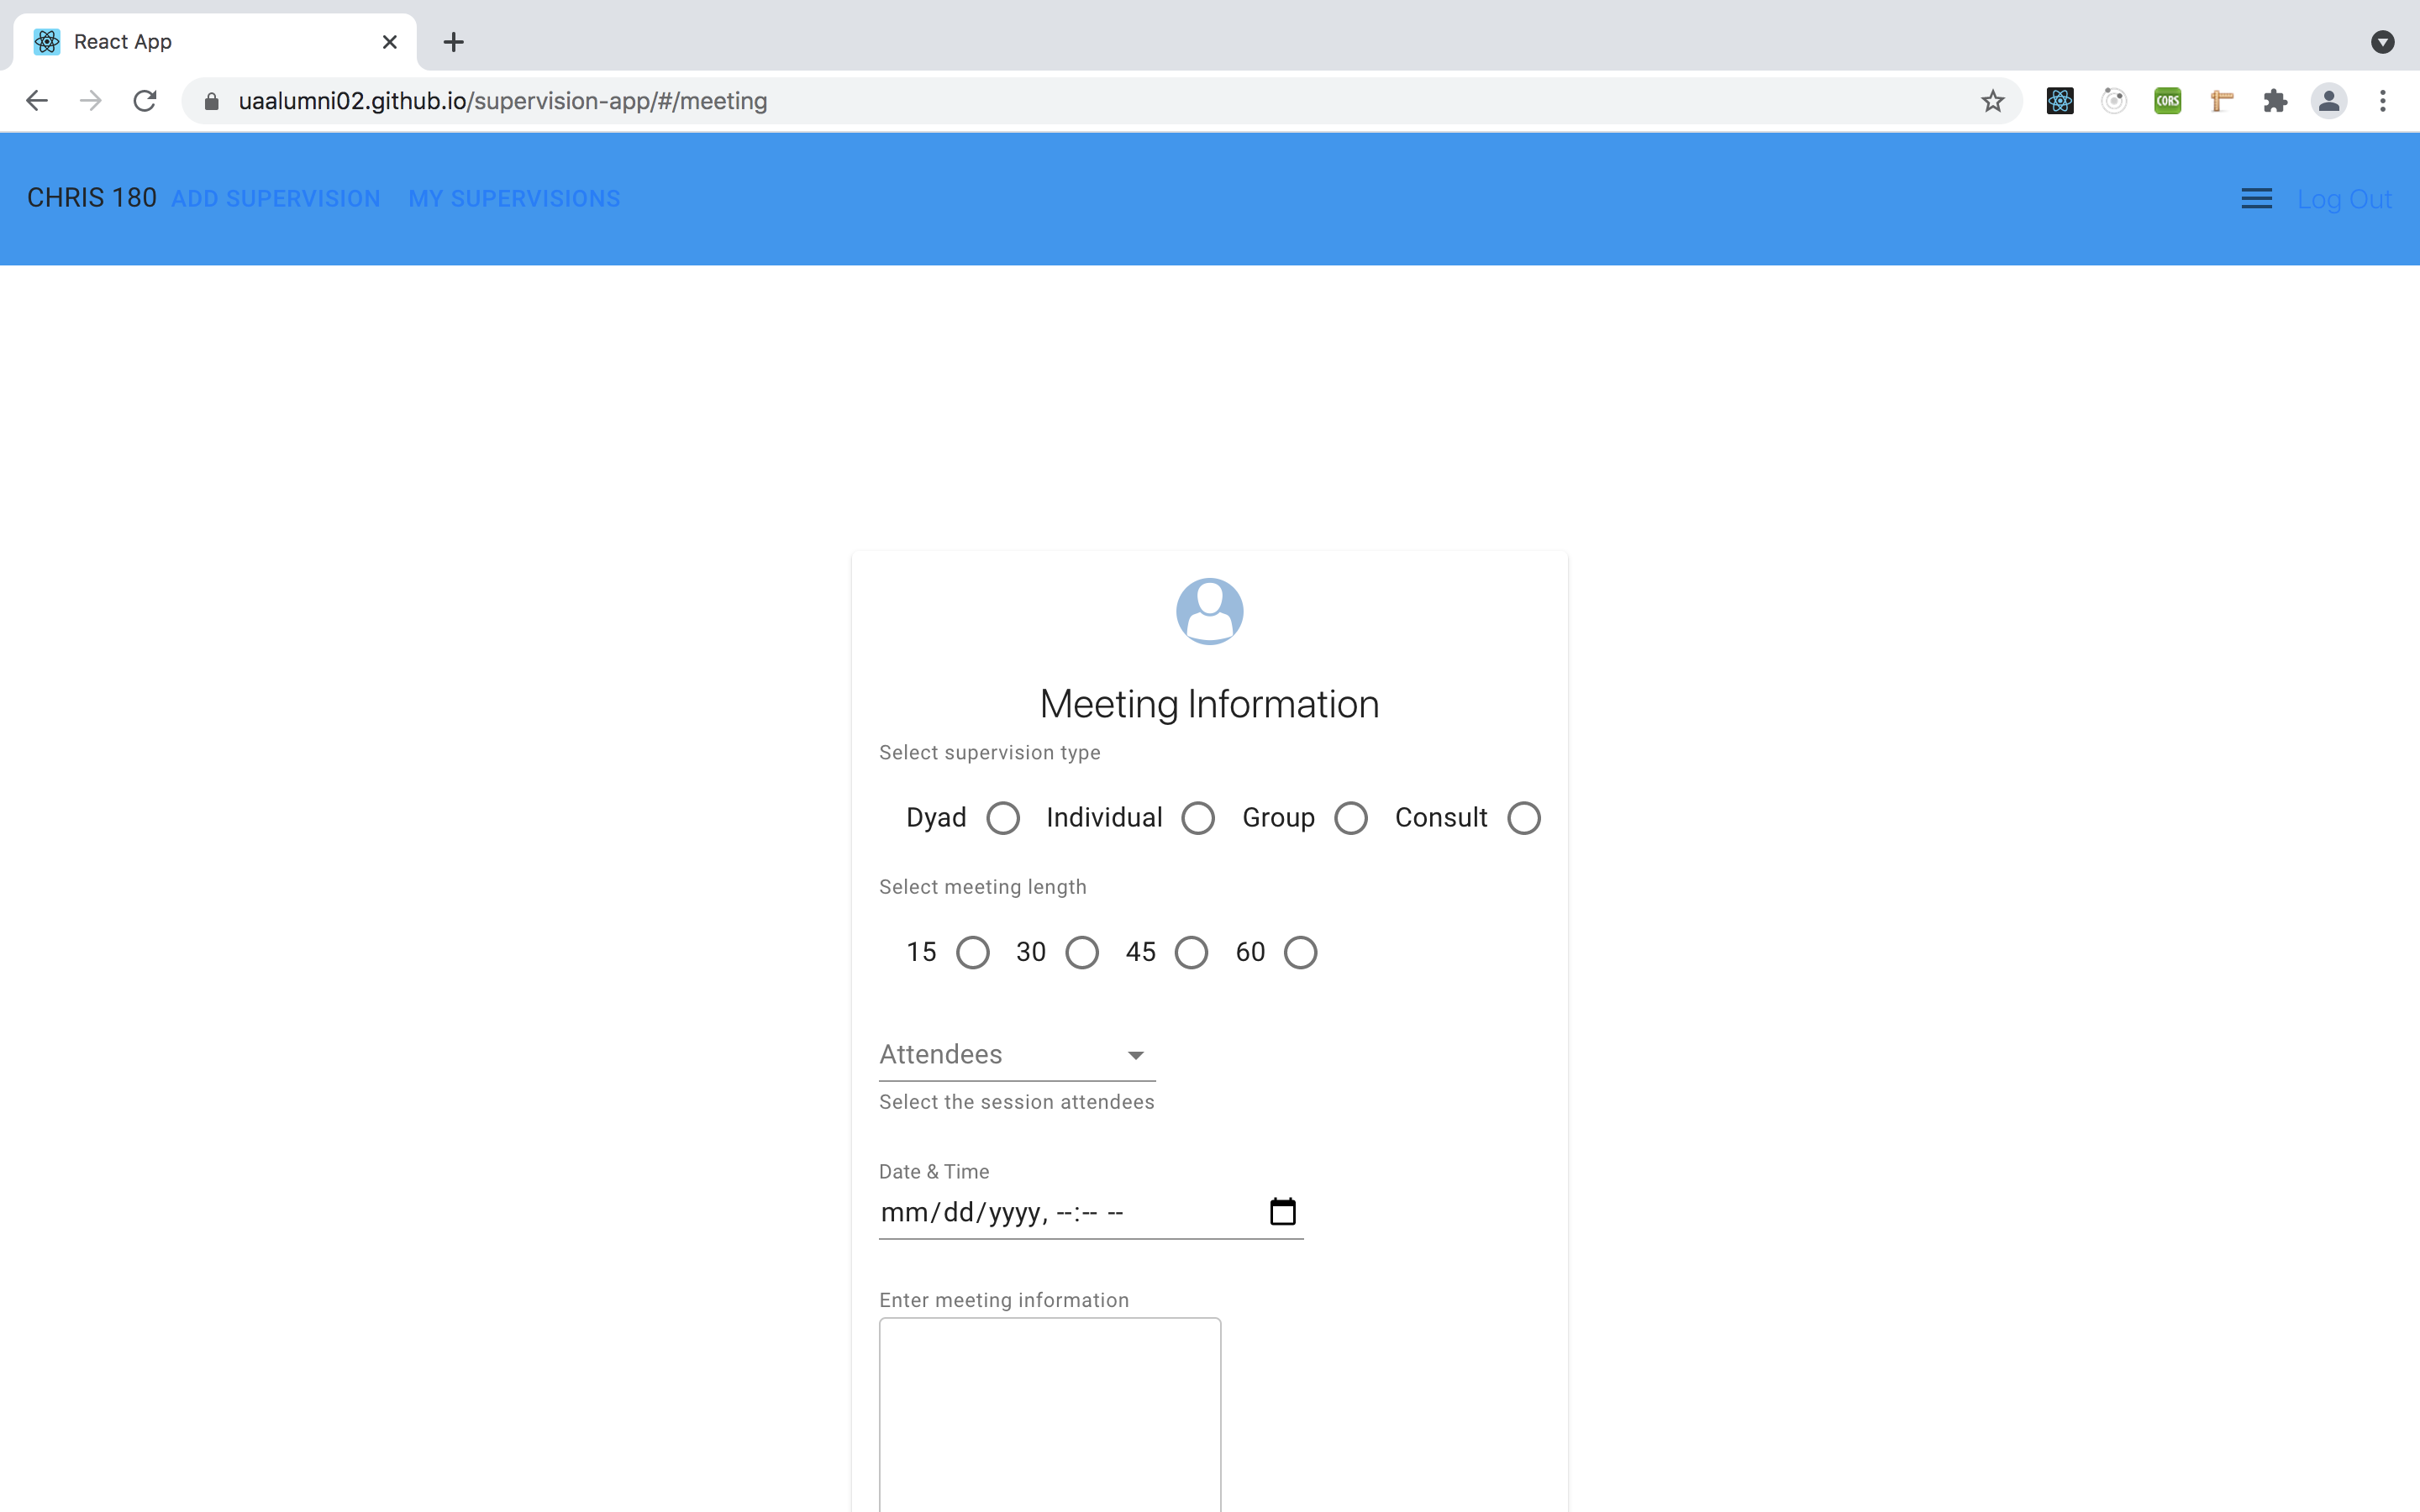 React App
uaalumni02.github.io/supervision-app/#/meeting
CORS
CHRIS 180 ADD SUPERVISION MY SUPERVISIONS Log Out
Meeting Information
Select supervision type
Dyad Individual Group Consult
Select meeting length
15 30 45 60
Attendees
Select the session attendees
Date & Time
mm/dd/yyyy, --:-- --
Enter meeting information